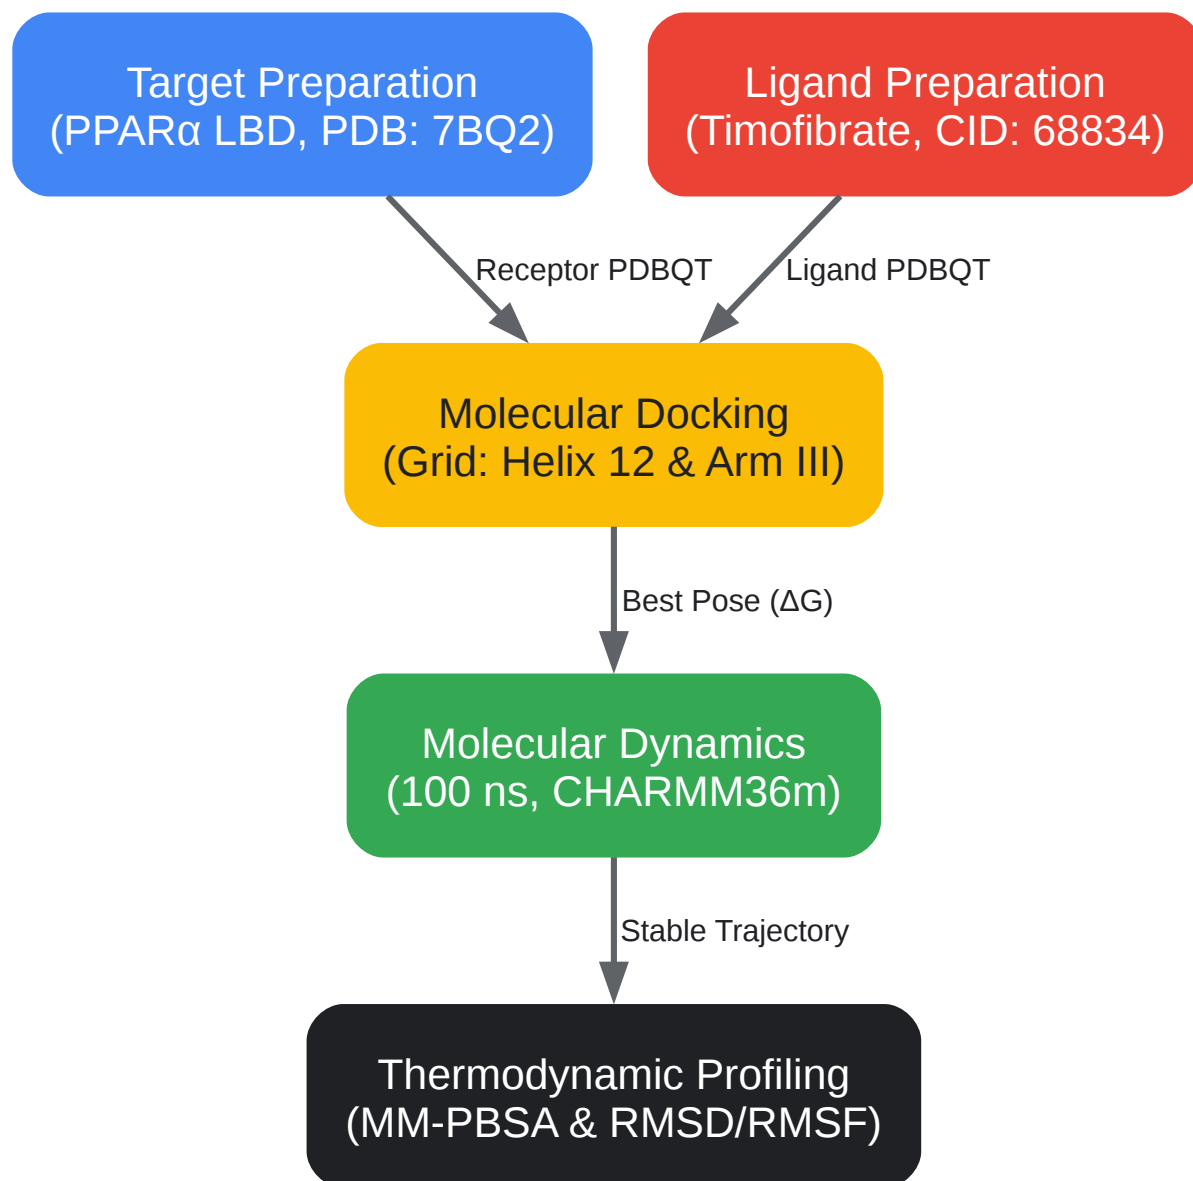 Target Preparation
(PPARα LBD, PDB: 7BQ2)
Ligand Preparation
(Timofibrate, CID: 68834)
Receptor PDBQT
Ligand PDBQT
Molecular Docking
(Grid: Helix 12 & Arm III)
Best Pose (ΔG)
Molecular Dynamics
(100 ns, CHARMM36m)
Stable Trajectory
Thermodynamic Profiling
(MM-PBSA & RMSD/RMSF)